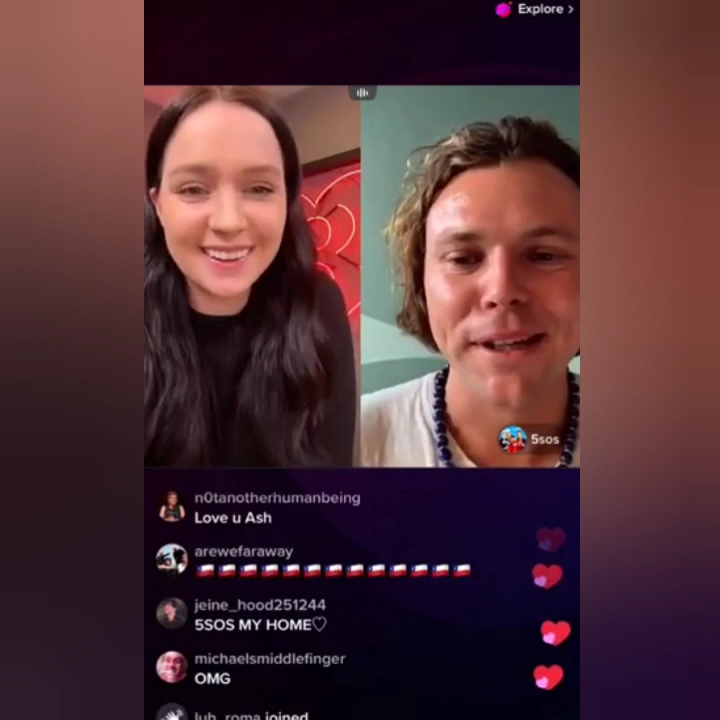 Explore >
5sos
n0tanotherhumanbeing
Love u Ash
arewefaraway
🇨🇱🇨🇱🇨🇱🇨🇱🇨🇱🇨🇱🇨🇱🇨🇱🇨🇱🇨🇱🇨🇱🇨🇱🇨🇱
jeine_hood251244
5SOS MY HOME♡
michaelsmiddlefinger
OMG
joined